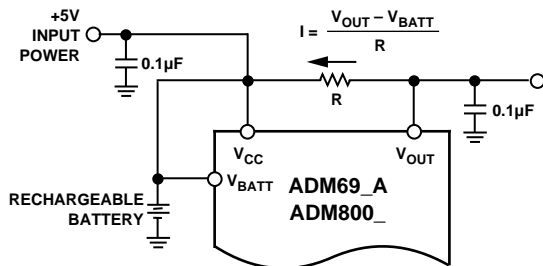 +5V
INPUT
POWER
0.1µF
I = (V_OUT – V_BATT) / R
R
0.1µF
V_CC
V_OUT
V_BATT
ADM69_A
ADM800_
RECHARGEABLE
BATTERY